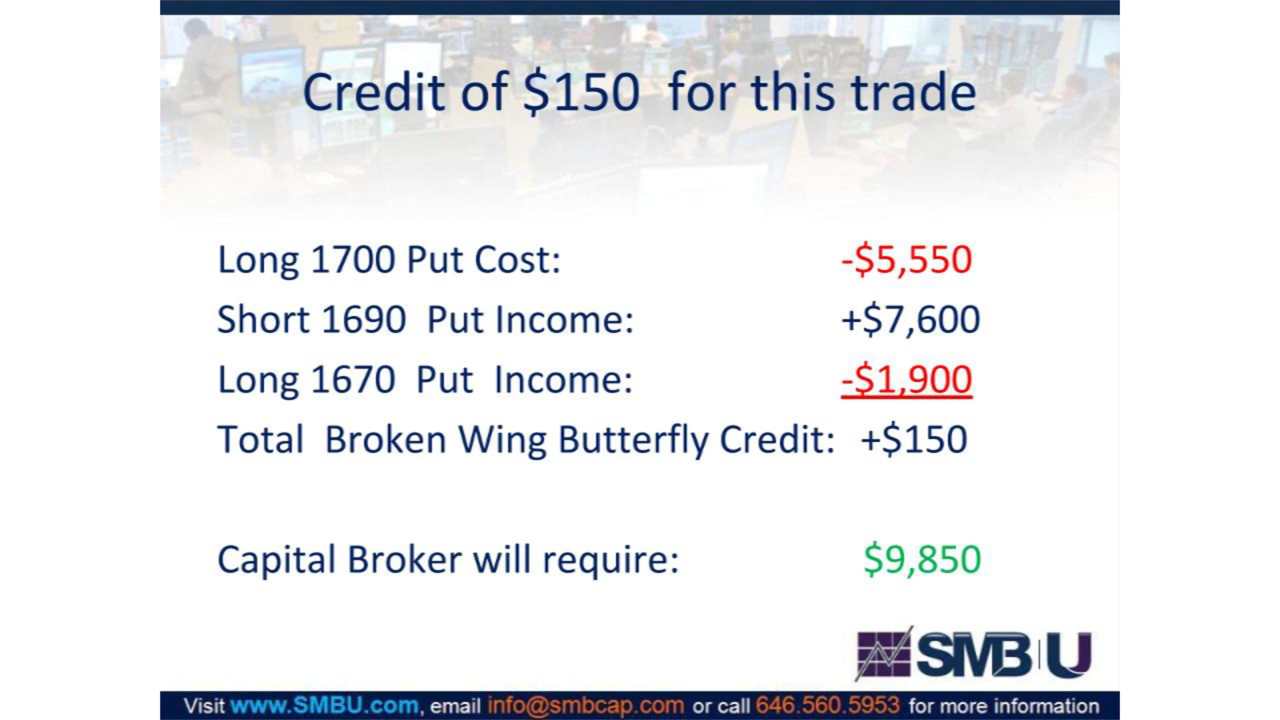 Credit of $150 for this trade
Long 1700 Put Cost: -$5,550
Short 1690 Put Income: +$7,600
Long 1670 Put Income: -$1,900
Total Broken Wing Butterfly Credit: +$150
Capital Broker will require: $9,850
SMB U
Visit www.SMBU.com, email info@smbcap.com or call 646.560.5953 for more information